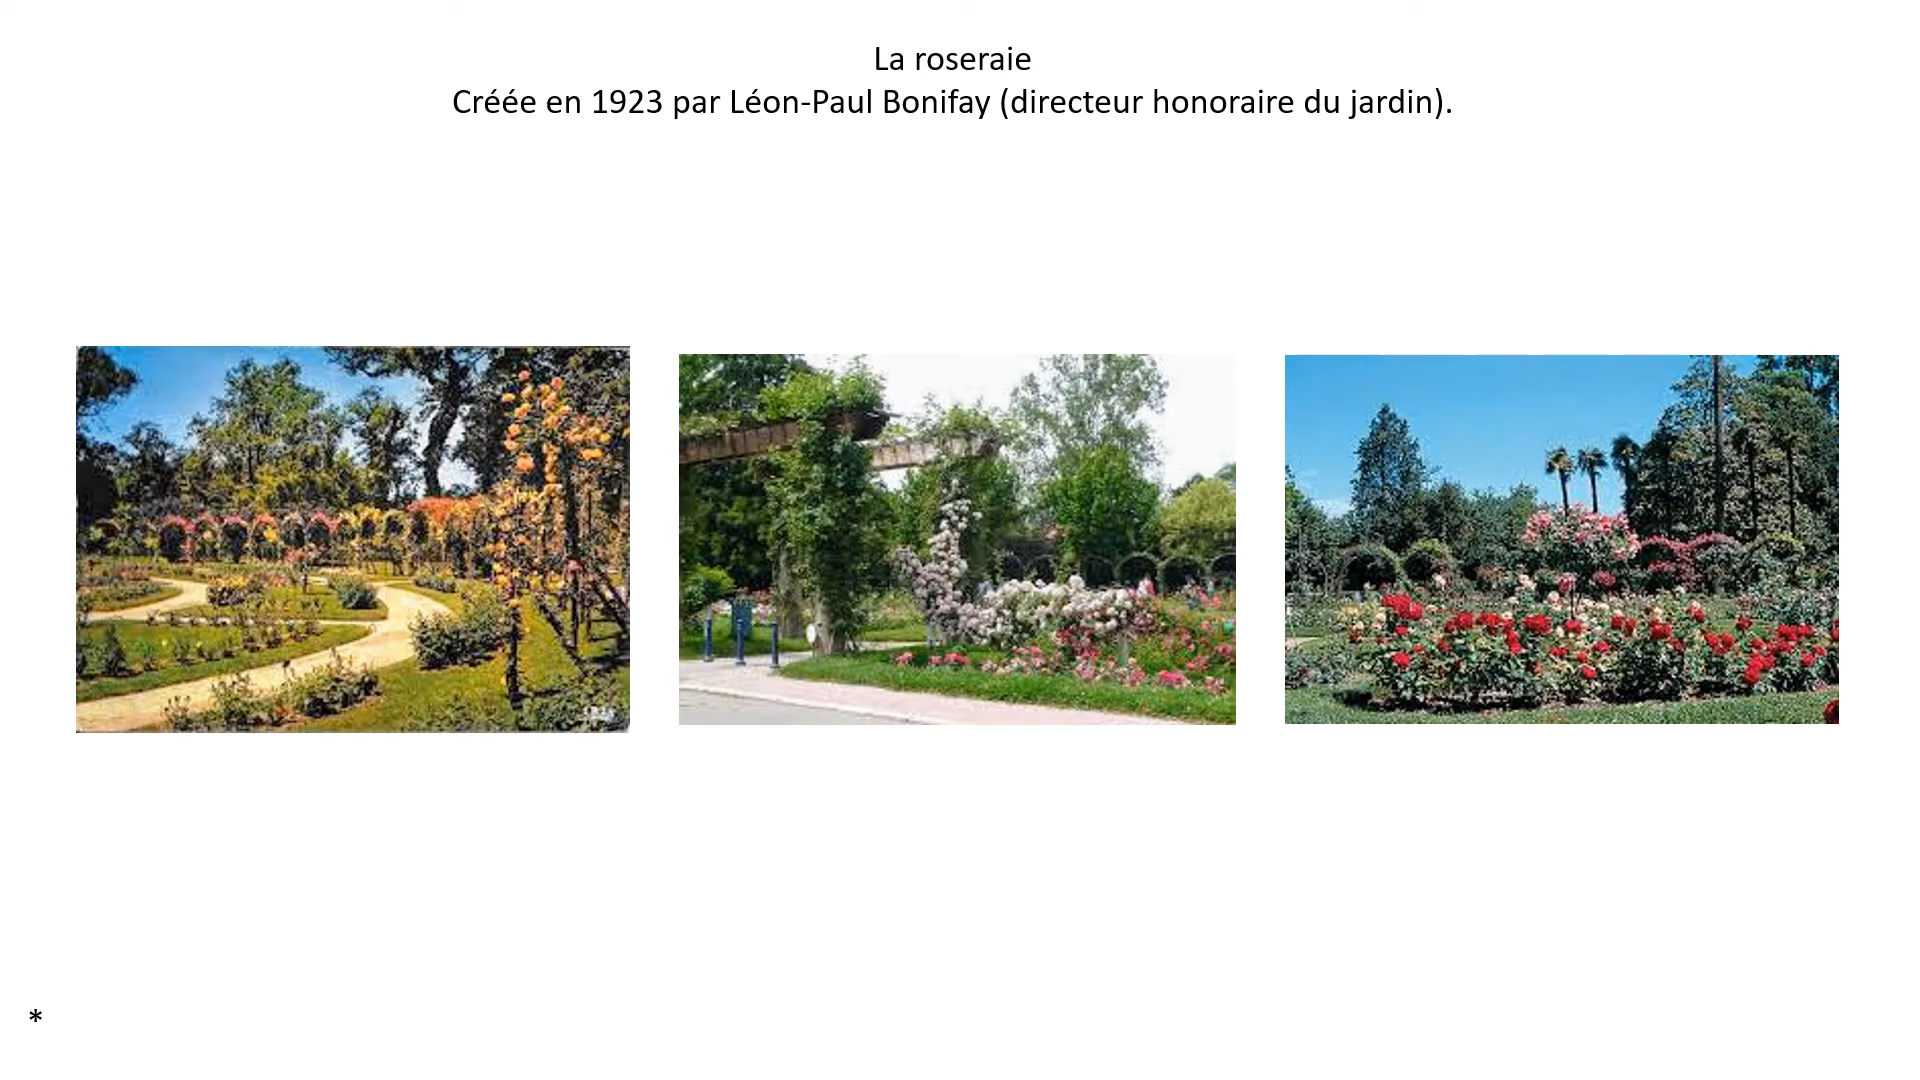 La roseraie
Créée en 1923 par Léon-Paul Bonifay (directeur honoraire du jardin).
*